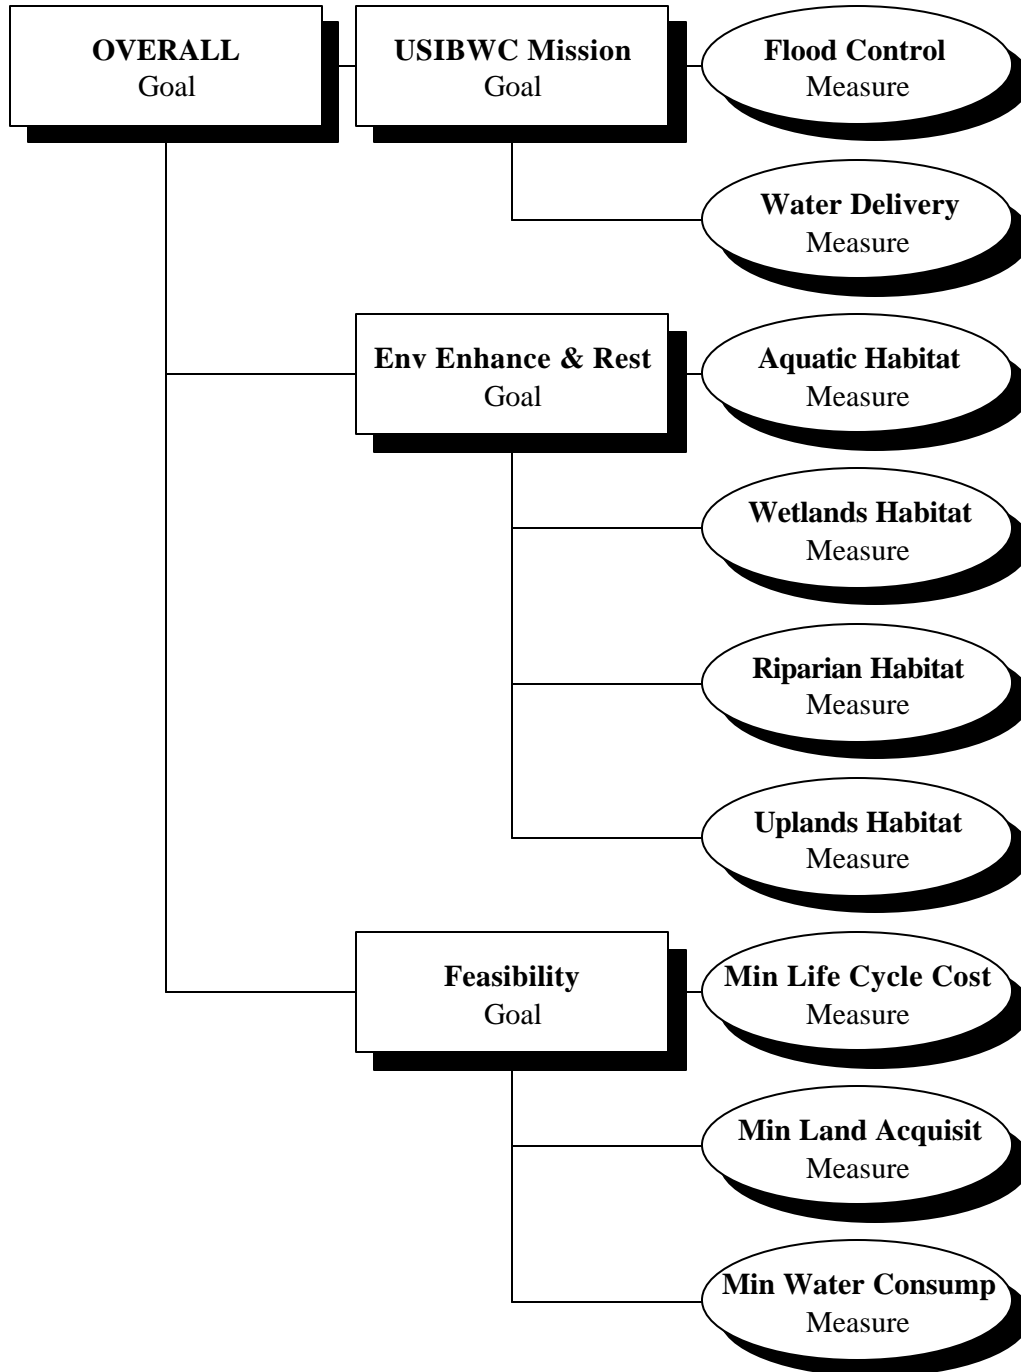 OVERALL
Goal
USIBWC Mission
Goal
Flood Control
Measure
Water Delivery
Measure
Env Enhance & Rest
Goal
Aquatic Habitat
Measure
Wetlands Habitat
Measure
Riparian Habitat
Measure
Uplands Habitat
Measure
Feasibility
Goal
Min Life Cycle Cost
Measure
Min Land Acquisit
Measure
Min Water Consump
Measure